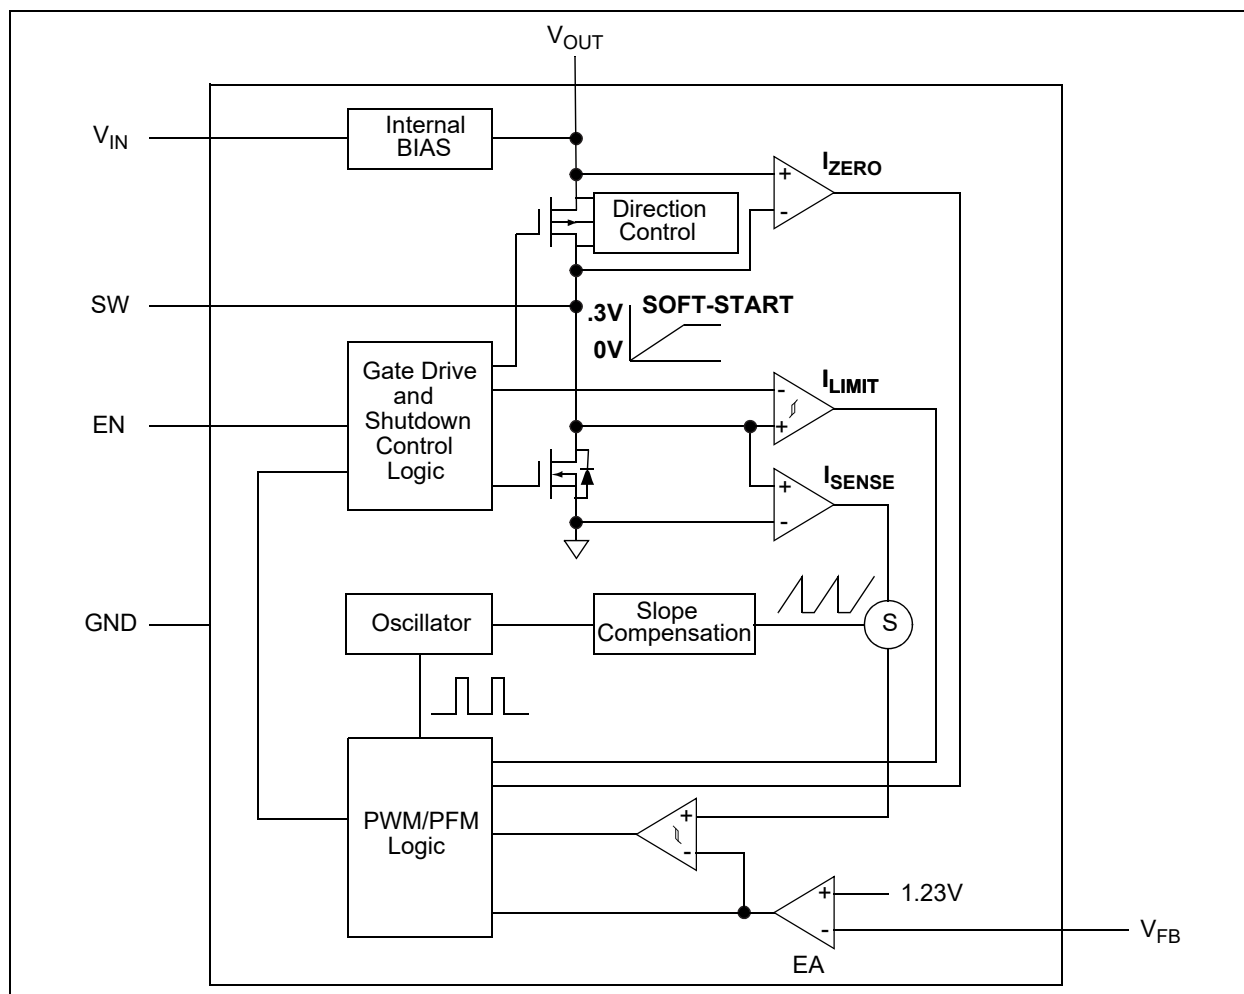 VOUT
VIN
Internal
BIAS
IZERO
+
-
Direction
Control
SW
.3V
SOFT-START
0V
Gate Drive
and
Shutdown
Control
Logic
ILIMIT
-
+
EN
ISENSE
+
-
GND
Oscillator
Slope
Compensation
S
PWM/PFM
Logic
+
-
+
1.23V
-
VFB
EA